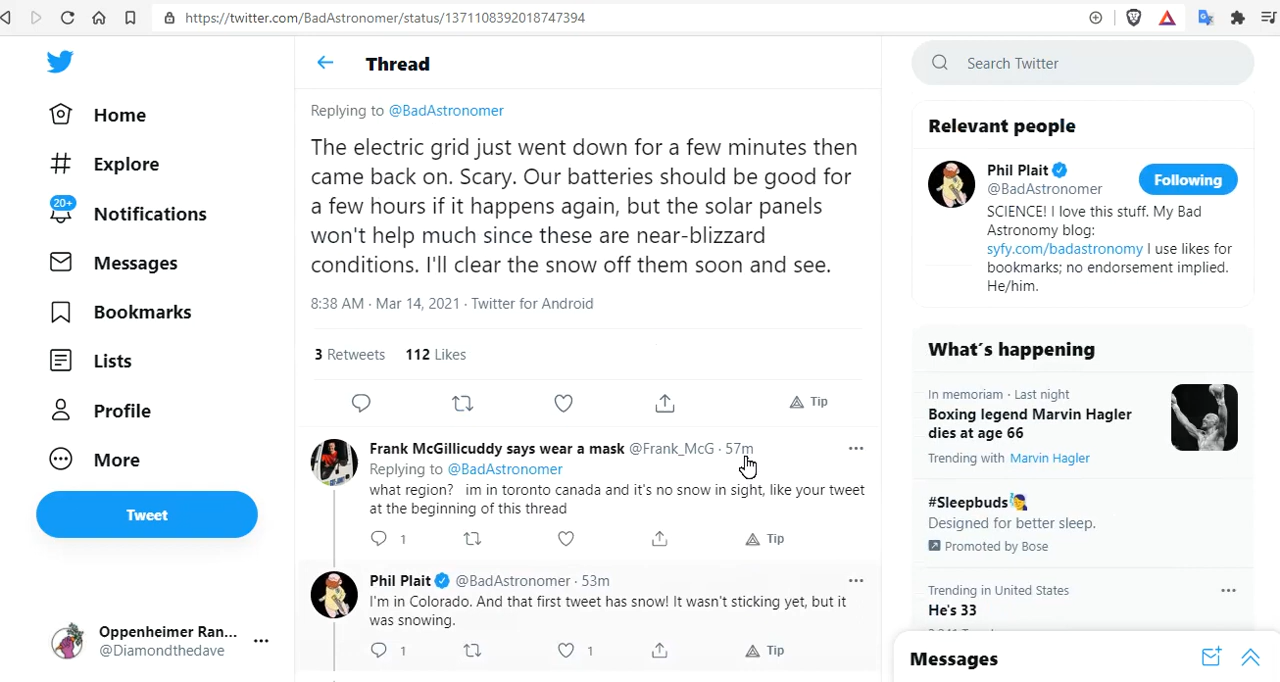 https://twitter.com/BadAstronomer/status/1371108392018747394
Home
Explore
20+
Notifications
Messages
Bookmarks
Lists
Profile
More
Tweet
Oppenheimer Ran...
@Diamondthedave
Thread
Replying to @BadAstronomer
The electric grid just went down for a few minutes then
came back on. Scary. Our batteries should be good for
a few hours if it happens again, but the solar panels
won't help much since these are near-blizzard
conditions. I'll clear the snow off them soon and see.
8:38 AM · Mar 14, 2021 · Twitter for Android
3 Retweets 112 Likes
Tip
Frank McGillicuddy says wear a mask @Frank_McG · 57m
Replying to @BadAstronomer
what region? im in toronto canada and it's no snow in sight, like your tweet
at the beginning of this thread
1 Tip
Phil Plait @BadAstronomer · 53m
I'm in Colorado. And that first tweet has snow! It wasn't sticking yet, but it
was snowing.
1 1 Tip
Search Twitter
Relevant people
Phil Plait
@BadAstronomer
Following
SCIENCE! I love this stuff. My Bad
Astronomy blog:
syfy.com/badastronomy I use likes for
bookmarks; no endorsement implied.
He/him.
What's happening
In memoriam · Last night
Boxing legend Marvin Hagler
dies at age 66
Trending with Marvin Hagler
#Sleepbuds
Designed for better sleep.
Promoted by Bose
Trending in United States
He's 33
Messages